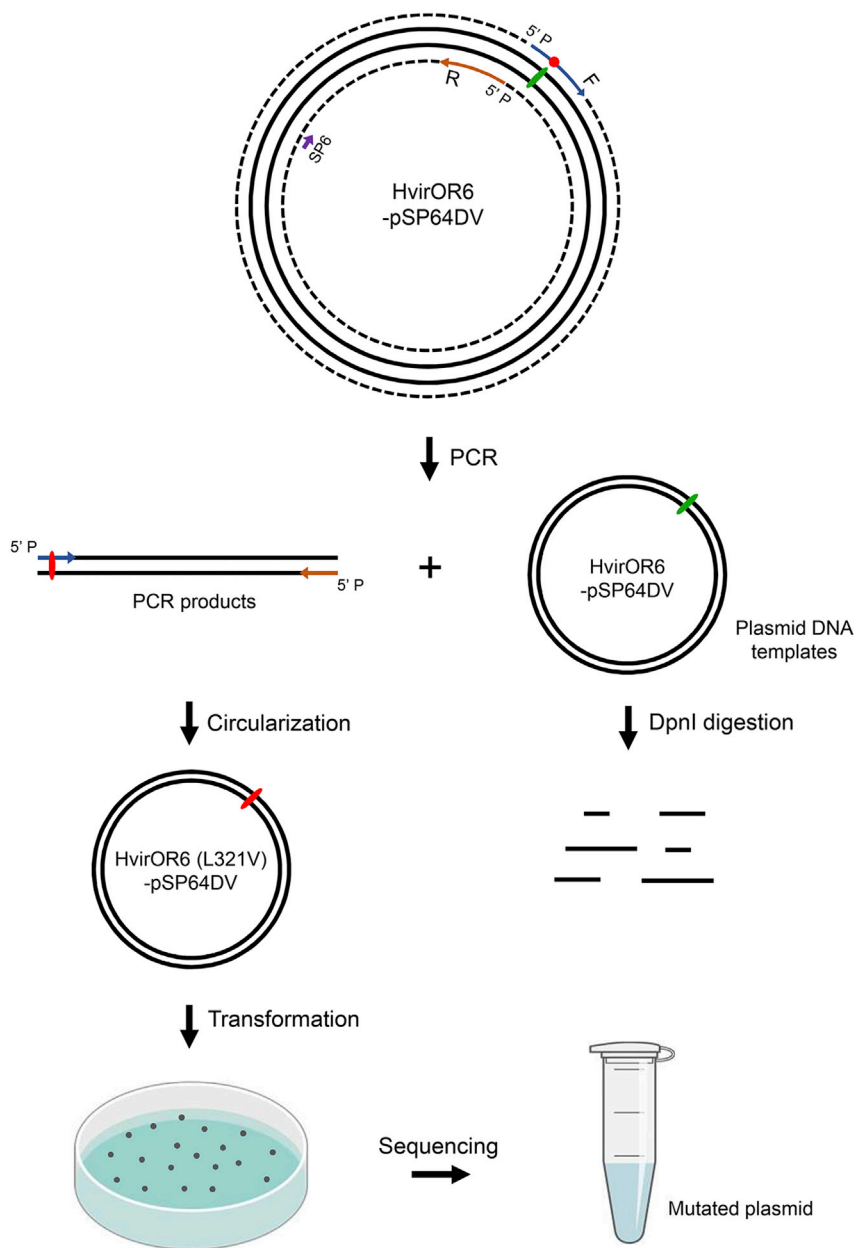 5' P
F
R
5' P
SP6
HvirOR6
-pSP64DV
PCR
5' P
5' P
PCR products
+
HvirOR6
-pSP64DV
Plasmid DNA
templates
Circularization
DpnI digestion
HvirOR6 (L321V)
-pSP64DV
Transformation
Sequencing
Mutated plasmid